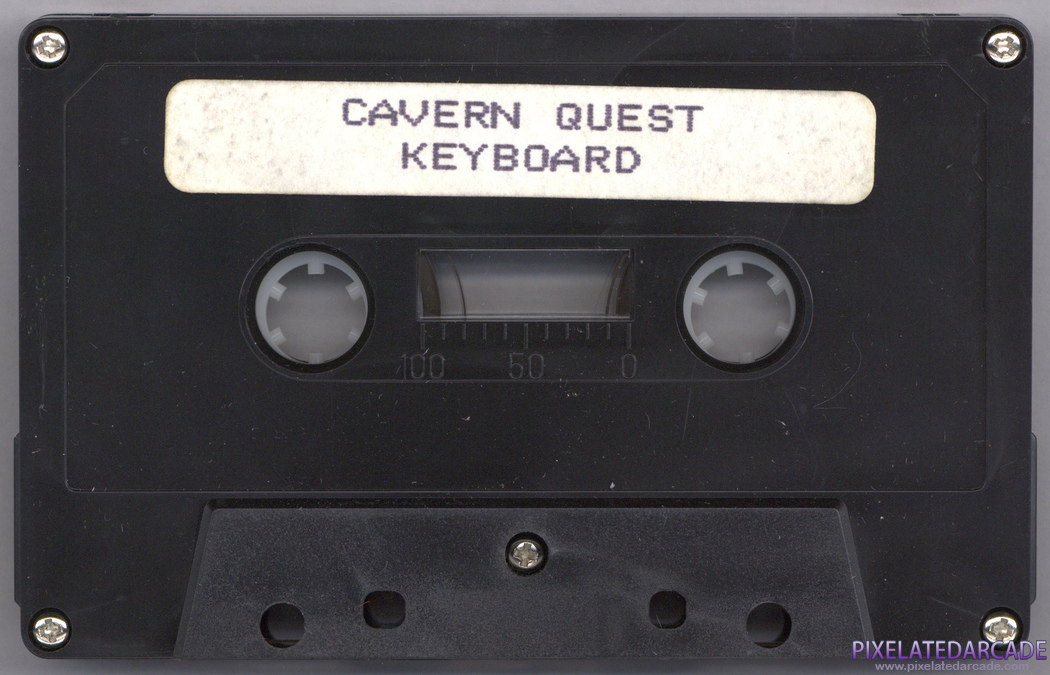 CAVERN QUEST
KEYBOARD
100 50 0
PIXELATEDARCADE
www.pixelatedarcade.com